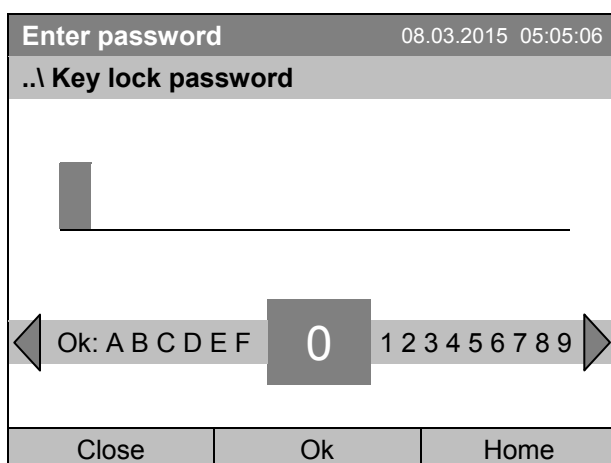 Enter password 08.03.2015 05:05:06
..\ Key lock password
Ok: A B C D E F 0 1 2 3 4 5 6 7 8 9
Close Ok Home